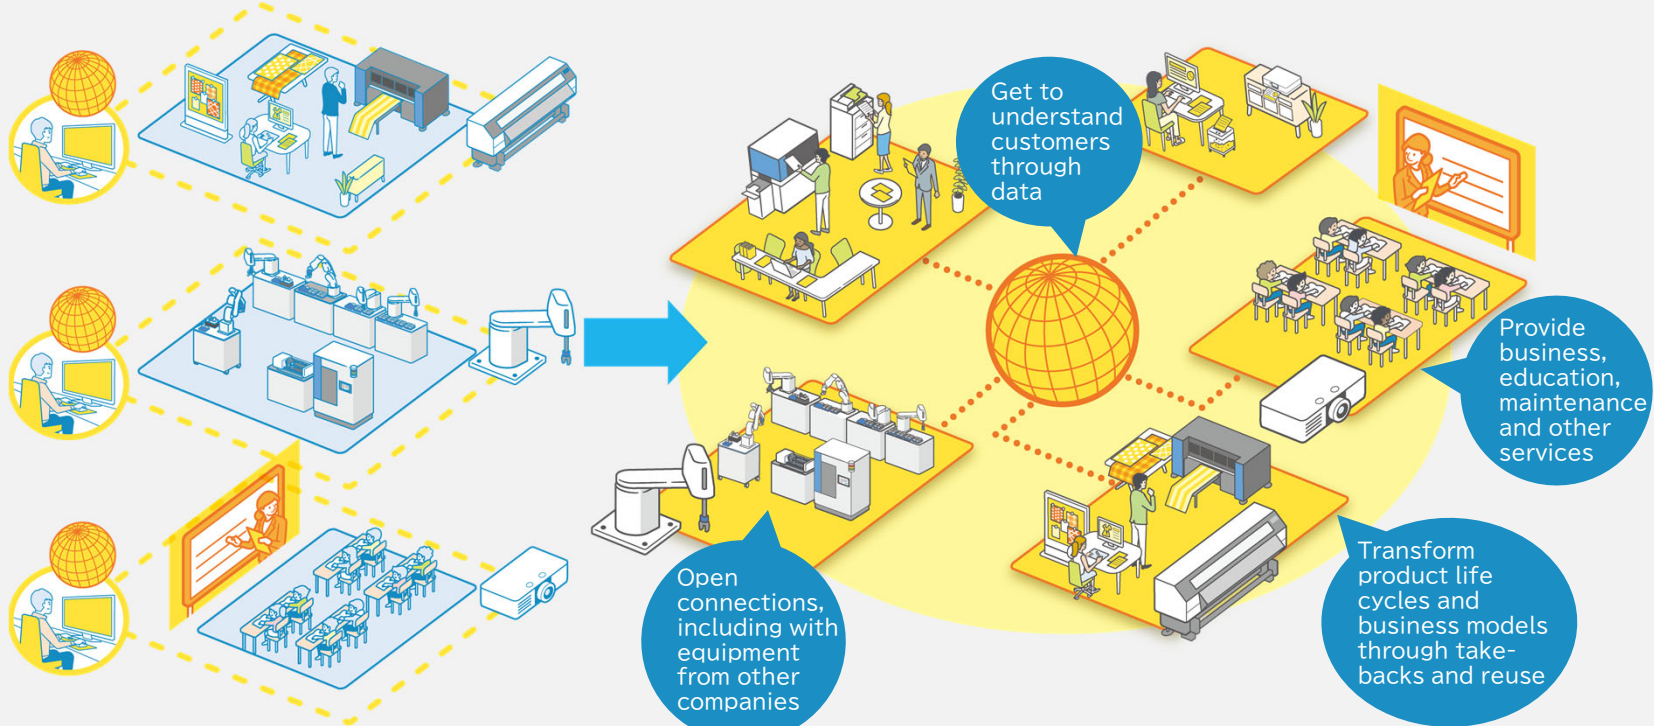 Get to
understand
customers
through
data
Provide
business,
education,
maintenance
and other
services
Open
connections,
including with
equipment
from other
companies
Transform
product life
cycles and
business models
through take-
backs and reuse